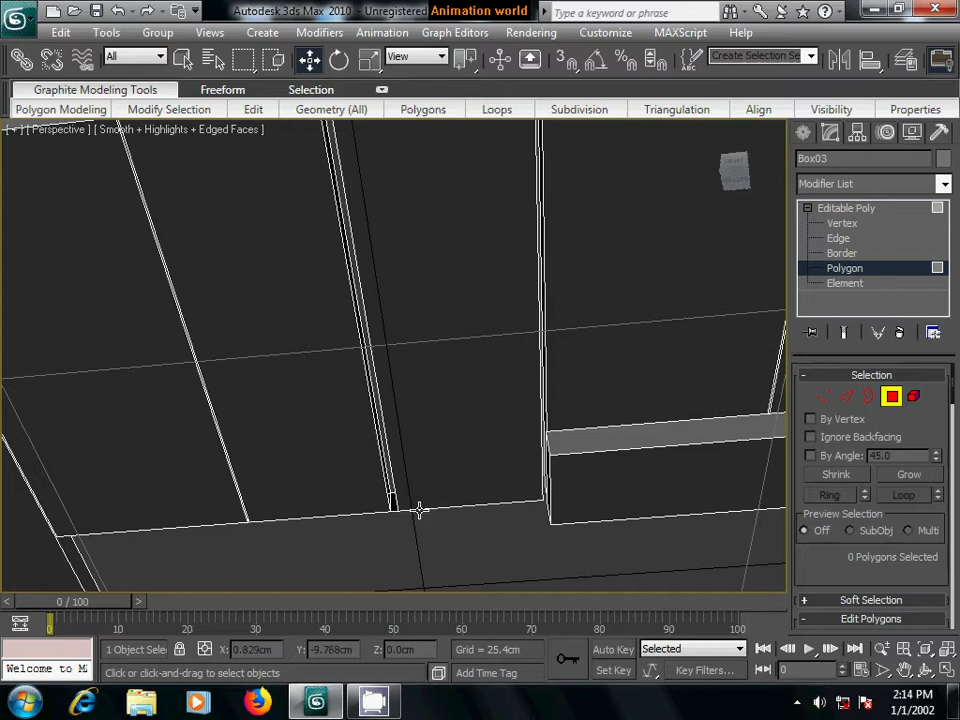 Autodesk 3ds Max 2010 - Unregistered Animation world Type a keyword or phrase
Edit Tools Group Views Create Modifiers Animation Graph Editors Rendering Customize MAXScript Help
All View Create Selection Se
Graphite Modeling Tools Freeform Selection
Polygon Modeling Modify Selection Edit Geometry (All) Polygons Loops Subdivision Triangulation Align Visibility Properties
[ + ] [ Perspective ] [ Smooth + Highlights + Edged Faces ]
Box03
Modifier List
Editable Poly
Vertex
Edge
Border
Polygon
Element
Selection
By Vertex
Ignore Backfacing
By Angle: 45.0
Shrink Grow
Ring Loop
Preview Selection
Off SubObj Multi
0 Polygons Selected
Soft Selection
Edit Polygons
0 / 100
0 10 20 30 40 50 60 70 80 90 100
1 Object Selec X: 0.829cm Y: -9.768cm Z: 0.0cm Grid = 25.4cm Auto Key Selected
Welcome to M Click or click-and-drag to select objects Add Time Tag Set Key Key Filters... 0
2:14 PM
1/1/2002